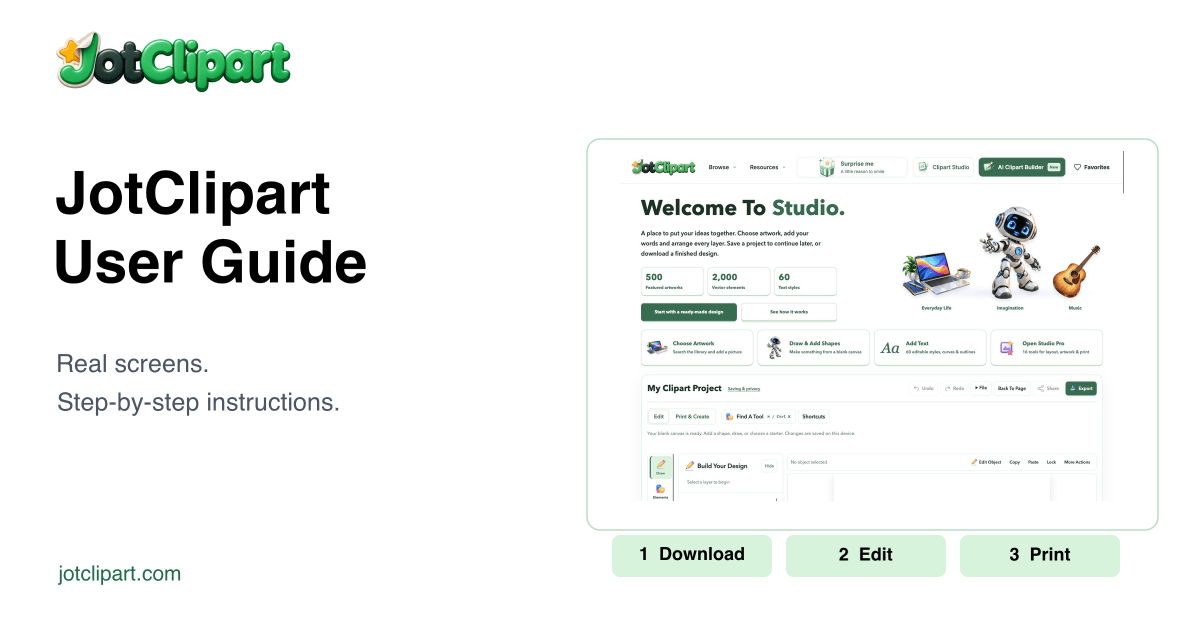 JotClipart
JotClipart
User Guide
Real screens.
Step-by-step instructions.
jotclipart.com
JotClipart
Browse
Resources
Surprise me
A little reason to smile
Clipart Studio
AI Clipart Builder
New
Favorites
Welcome To Studio.
A place to put your ideas together. Choose artwork, add your
words and arrange every layer. Save a project to continue later, or
download a finished design.
500
Featured artworks
2,000
Vector elements
60
Text styles
Start with a ready-made design
See how it works
Everyday Life
Imagination
Music
Choose Artwork
Search the library and add a picture
Draw & Add Shapes
Make something from a blank canvas
Aa
Add Text
60 editable styles, curves & outlines
Open Studio Pro
16 tools for layout, artwork & print
My Clipart Project
Saving & privacy
Undo
Redo
File
Back To Page
Share
Export
Edit
Print & Create
Find A Tool
⌘ / Ctrl K
Shortcuts
Your blank canvas is ready. Add a shape, draw, or choose a starter. Changes are saved on this device.
Draw
Elements
Build Your Design
Hide
Select a layer to begin
No object selected
Edit Object
Copy
Paste
Lock
More Actions
1 Download
2 Edit
3 Print